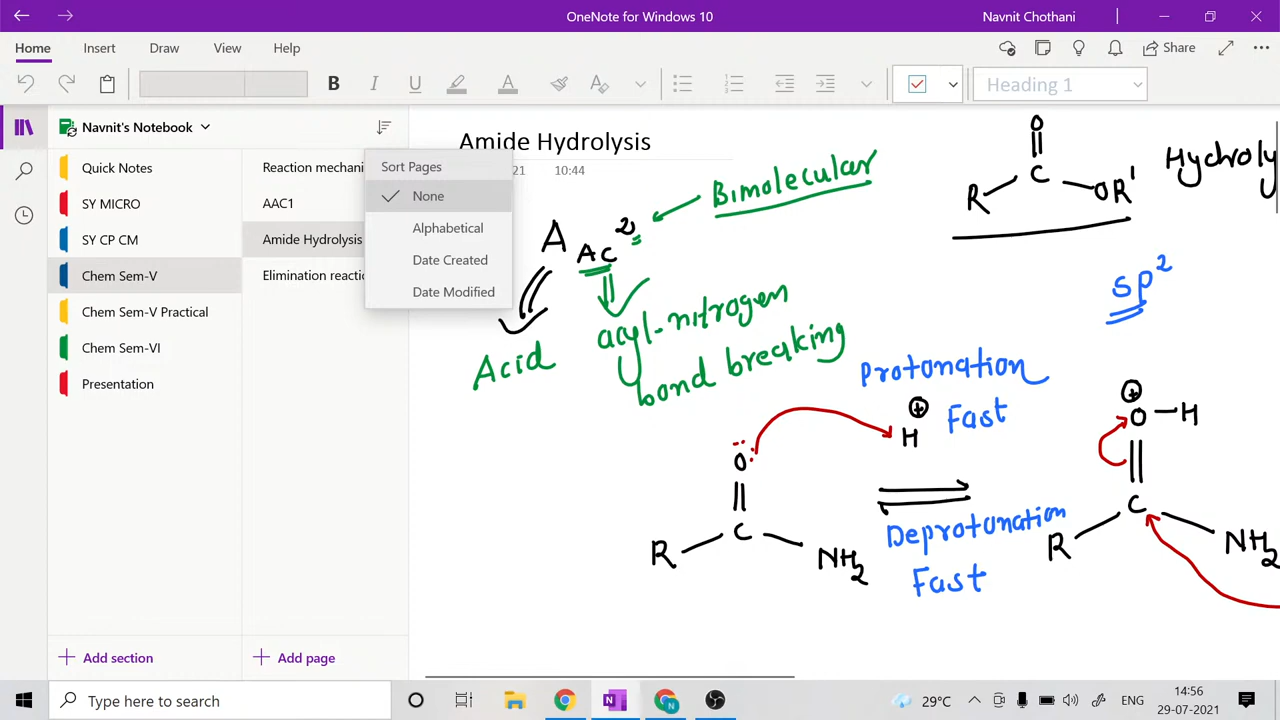 OneNote for Windows 10
Navnit Chothani
Home Insert Draw View Help
Share
B I U A
Heading 1
Navnit's Notebook
Quick Notes
SY MICRO
SY CP CM
Chem Sem-V
Chem Sem-V Practical
Chem Sem-VI
Presentation
Reaction mechani
AAC1
Amide Hydrolysis
Elimination reactio
Sort Pages
None
Alphabetical
Date Created
Date Modified
Amide Hydrolysis
21 10:44
A AC 2
Bimolecular
Acid
acyl-nitrogen
bond breaking
O
R C OR'
Hydroly
sp2
Protonation
H⊕ Fast
Deprotonation
Fast
O
R C NH2
⊕
O H
C
R NH2
Add section
Add page
Type here to search
29°C
ENG
14:56
29-07-2021